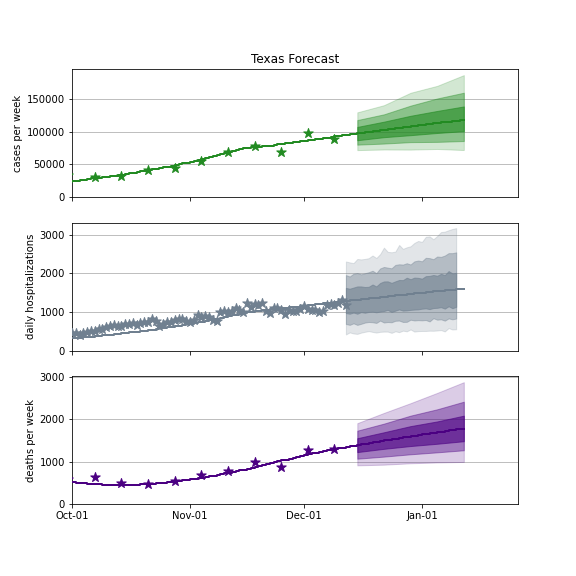 Texas Forecast
150000
100000
50000
0
cases per week
3000
2000
1000
0
daily hospitalizations
3000
2000
1000
0
deaths per week
Oct-01 Nov-01 Dec-01 Jan-01